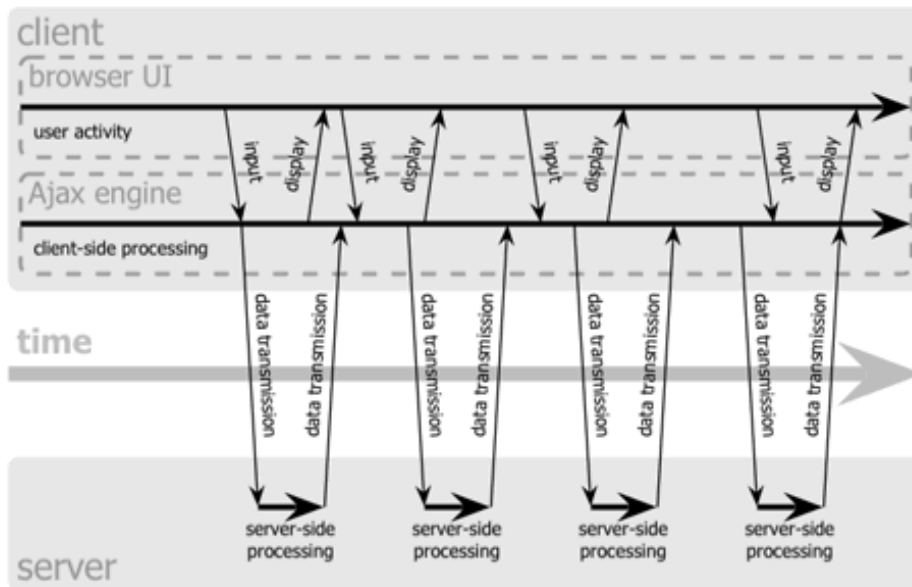 client
browser UI
user activity
input
display
input
display
input
display
input
display
Ajax engine
client-side processing
data transmission
data transmission
data transmission
data transmission
data transmission
data transmission
data transmission
data transmission
time
server-side
processing
server-side
processing
server-side
processing
server-side
processing
server